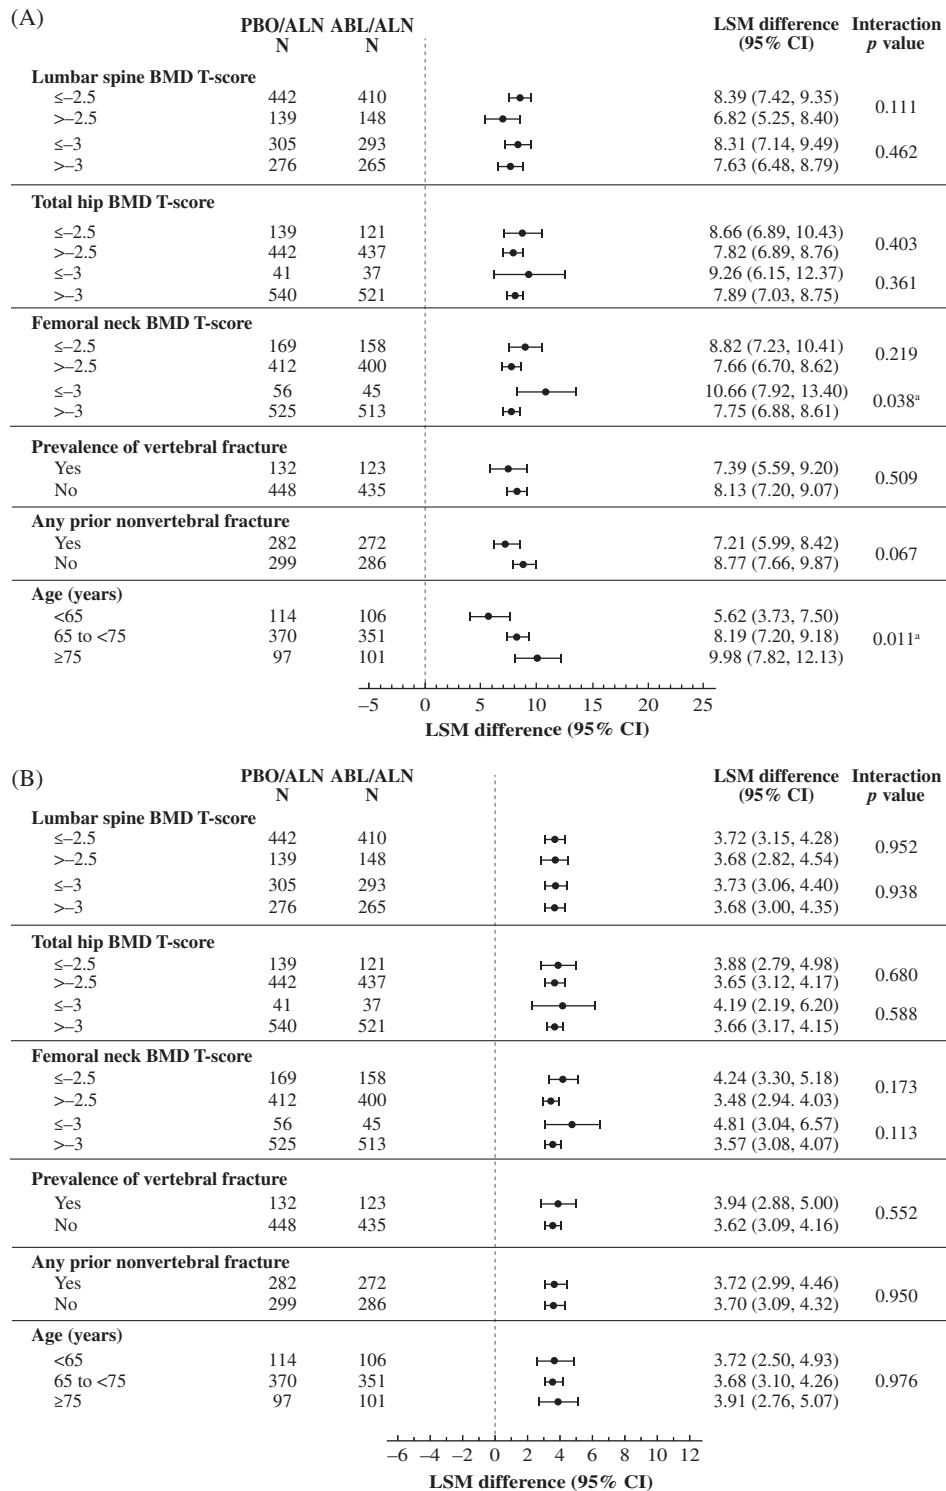 (A)
PBO/ALN ABL/ALN LSM difference Interaction
N N (95% CI) p value
Lumbar spine BMD T-score
≤–2.5 442 410 8.39 (7.42, 9.35)
0.111
>–2.5 139 148 6.82 (5.25, 8.40)
≤–3 305 293 8.31 (7.14, 9.49)
0.462
>–3 276 265 7.63 (6.48, 8.79)
Total hip BMD T-score
≤–2.5 139 121 8.66 (6.89, 10.43)
0.403
>–2.5 442 437 7.82 (6.89, 8.76)
≤–3 41 37 9.26 (6.15, 12.37)
0.361
>–3 540 521 7.89 (7.03, 8.75)
Femoral neck BMD T-score
≤–2.5 169 158 8.82 (7.23, 10.41)
0.219
>–2.5 412 400 7.66 (6.70, 8.62)
≤–3 56 45 10.66 (7.92, 13.40)
0.038ᵃ
>–3 525 513 7.75 (6.88, 8.61)
Prevalence of vertebral fracture
Yes 132 123 7.39 (5.59, 9.20)
0.509
No 448 435 8.13 (7.20, 9.07)
Any prior nonvertebral fracture
Yes 282 272 7.21 (5.99, 8.42)
0.067
No 299 286 8.77 (7.66, 9.87)
Age (years)
<65 114 106 5.62 (3.73, 7.50)
65 to <75 370 351 8.19 (7.20, 9.18) 0.011ᵃ
≥75 97 101 9.98 (7.82, 12.13)
–5 0 5 10 15 20 25
LSM difference (95% CI)
(B)
PBO/ALN ABL/ALN LSM difference Interaction
N N (95% CI) p value
Lumbar spine BMD T-score
≤–2.5 442 410 3.72 (3.15, 4.28)
0.952
>–2.5 139 148 3.68 (2.82, 4.54)
≤–3 305 293 3.73 (3.06, 4.40)
0.938
>–3 276 265 3.68 (3.00, 4.35)
Total hip BMD T-score
≤–2.5 139 121 3.88 (2.79, 4.98)
0.680
>–2.5 442 437 3.65 (3.12, 4.17)
≤–3 41 37 4.19 (2.19, 6.20)
0.588
>–3 540 521 3.66 (3.17, 4.15)
Femoral neck BMD T-score
≤–2.5 169 158 4.24 (3.30, 5.18)
0.173
>–2.5 412 400 3.48 (2.94. 4.03)
≤–3 56 45 4.81 (3.04, 6.57)
0.113
>–3 525 513 3.57 (3.08, 4.07)
Prevalence of vertebral fracture
Yes 132 123 3.94 (2.88, 5.00)
0.552
No 448 435 3.62 (3.09, 4.16)
Any prior nonvertebral fracture
Yes 282 272 3.72 (2.99, 4.46)
0.950
No 299 286 3.70 (3.09, 4.32)
Age (years)
<65 114 106 3.72 (2.50, 4.93)
65 to <75 370 351 3.68 (3.10, 4.26) 0.976
≥75 97 101 3.91 (2.76, 5.07)
–6 –4 –2 0 2 4 6 8 10 12
LSM difference (95% CI)